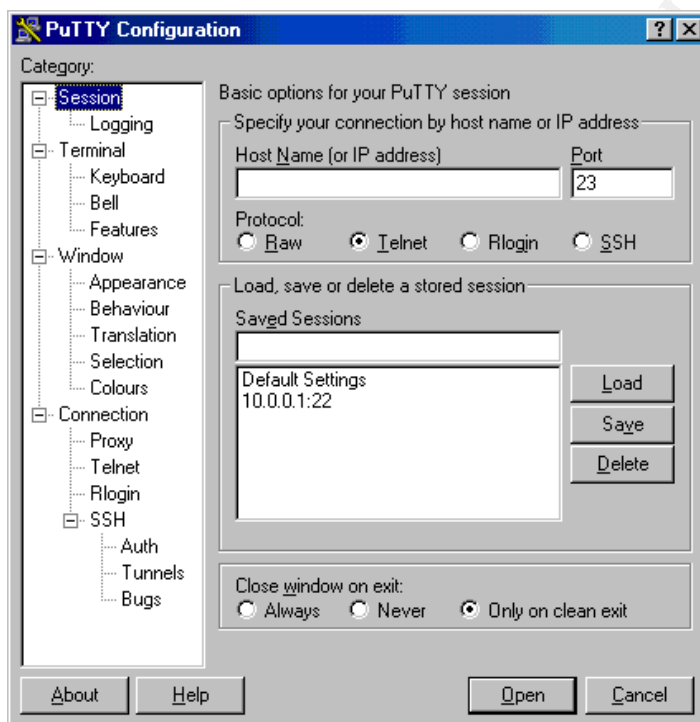 PuTTY Configuration
Category:
Session
Logging
Terminal
Keyboard
Bell
Features
Window
Appearance
Behaviour
Translation
Selection
Colours
Connection
Proxy
Telnet
Rlogin
SSH
Auth
Tunnels
Bugs
Basic options for your PuTTY session
Specify your connection by host name or IP address
Host Name (or IP address) Port
23
Protocol:
Raw Telnet Rlogin SSH
Load, save or delete a stored session
Saved Sessions
Default Settings
10.0.0.1:22
Load
Save
Delete
Close window on exit:
Always Never Only on clean exit
About Help Open Cancel